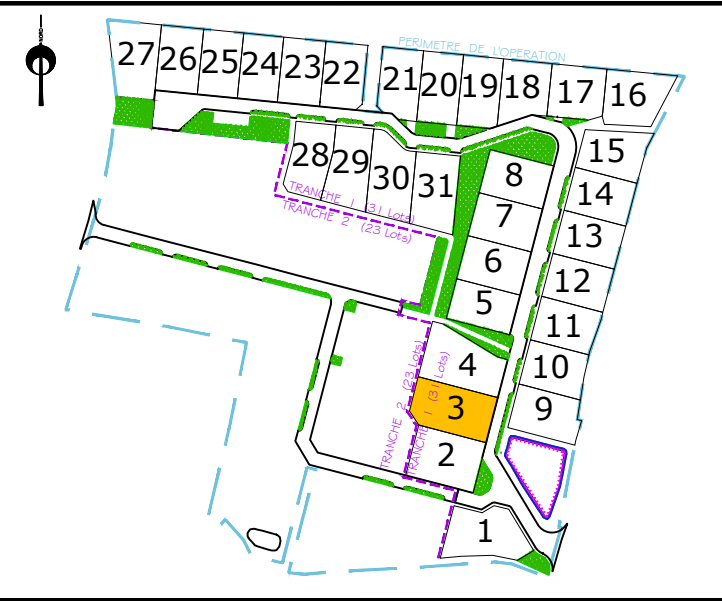 NORD
PERIMETRE DE L'OPERATION
27 26 25 24 23 22 21 20 19 18 17 16
28 29 30 31
15
14
13
12
11
10
9
8
7
6
5
4
3
2
1
TRANCHE 1 (31 Lots)
TRANCHE 2 (23 Lots)
TRANCHE 2 (23 Lots)
TRANCHE 1 (31 Lots)